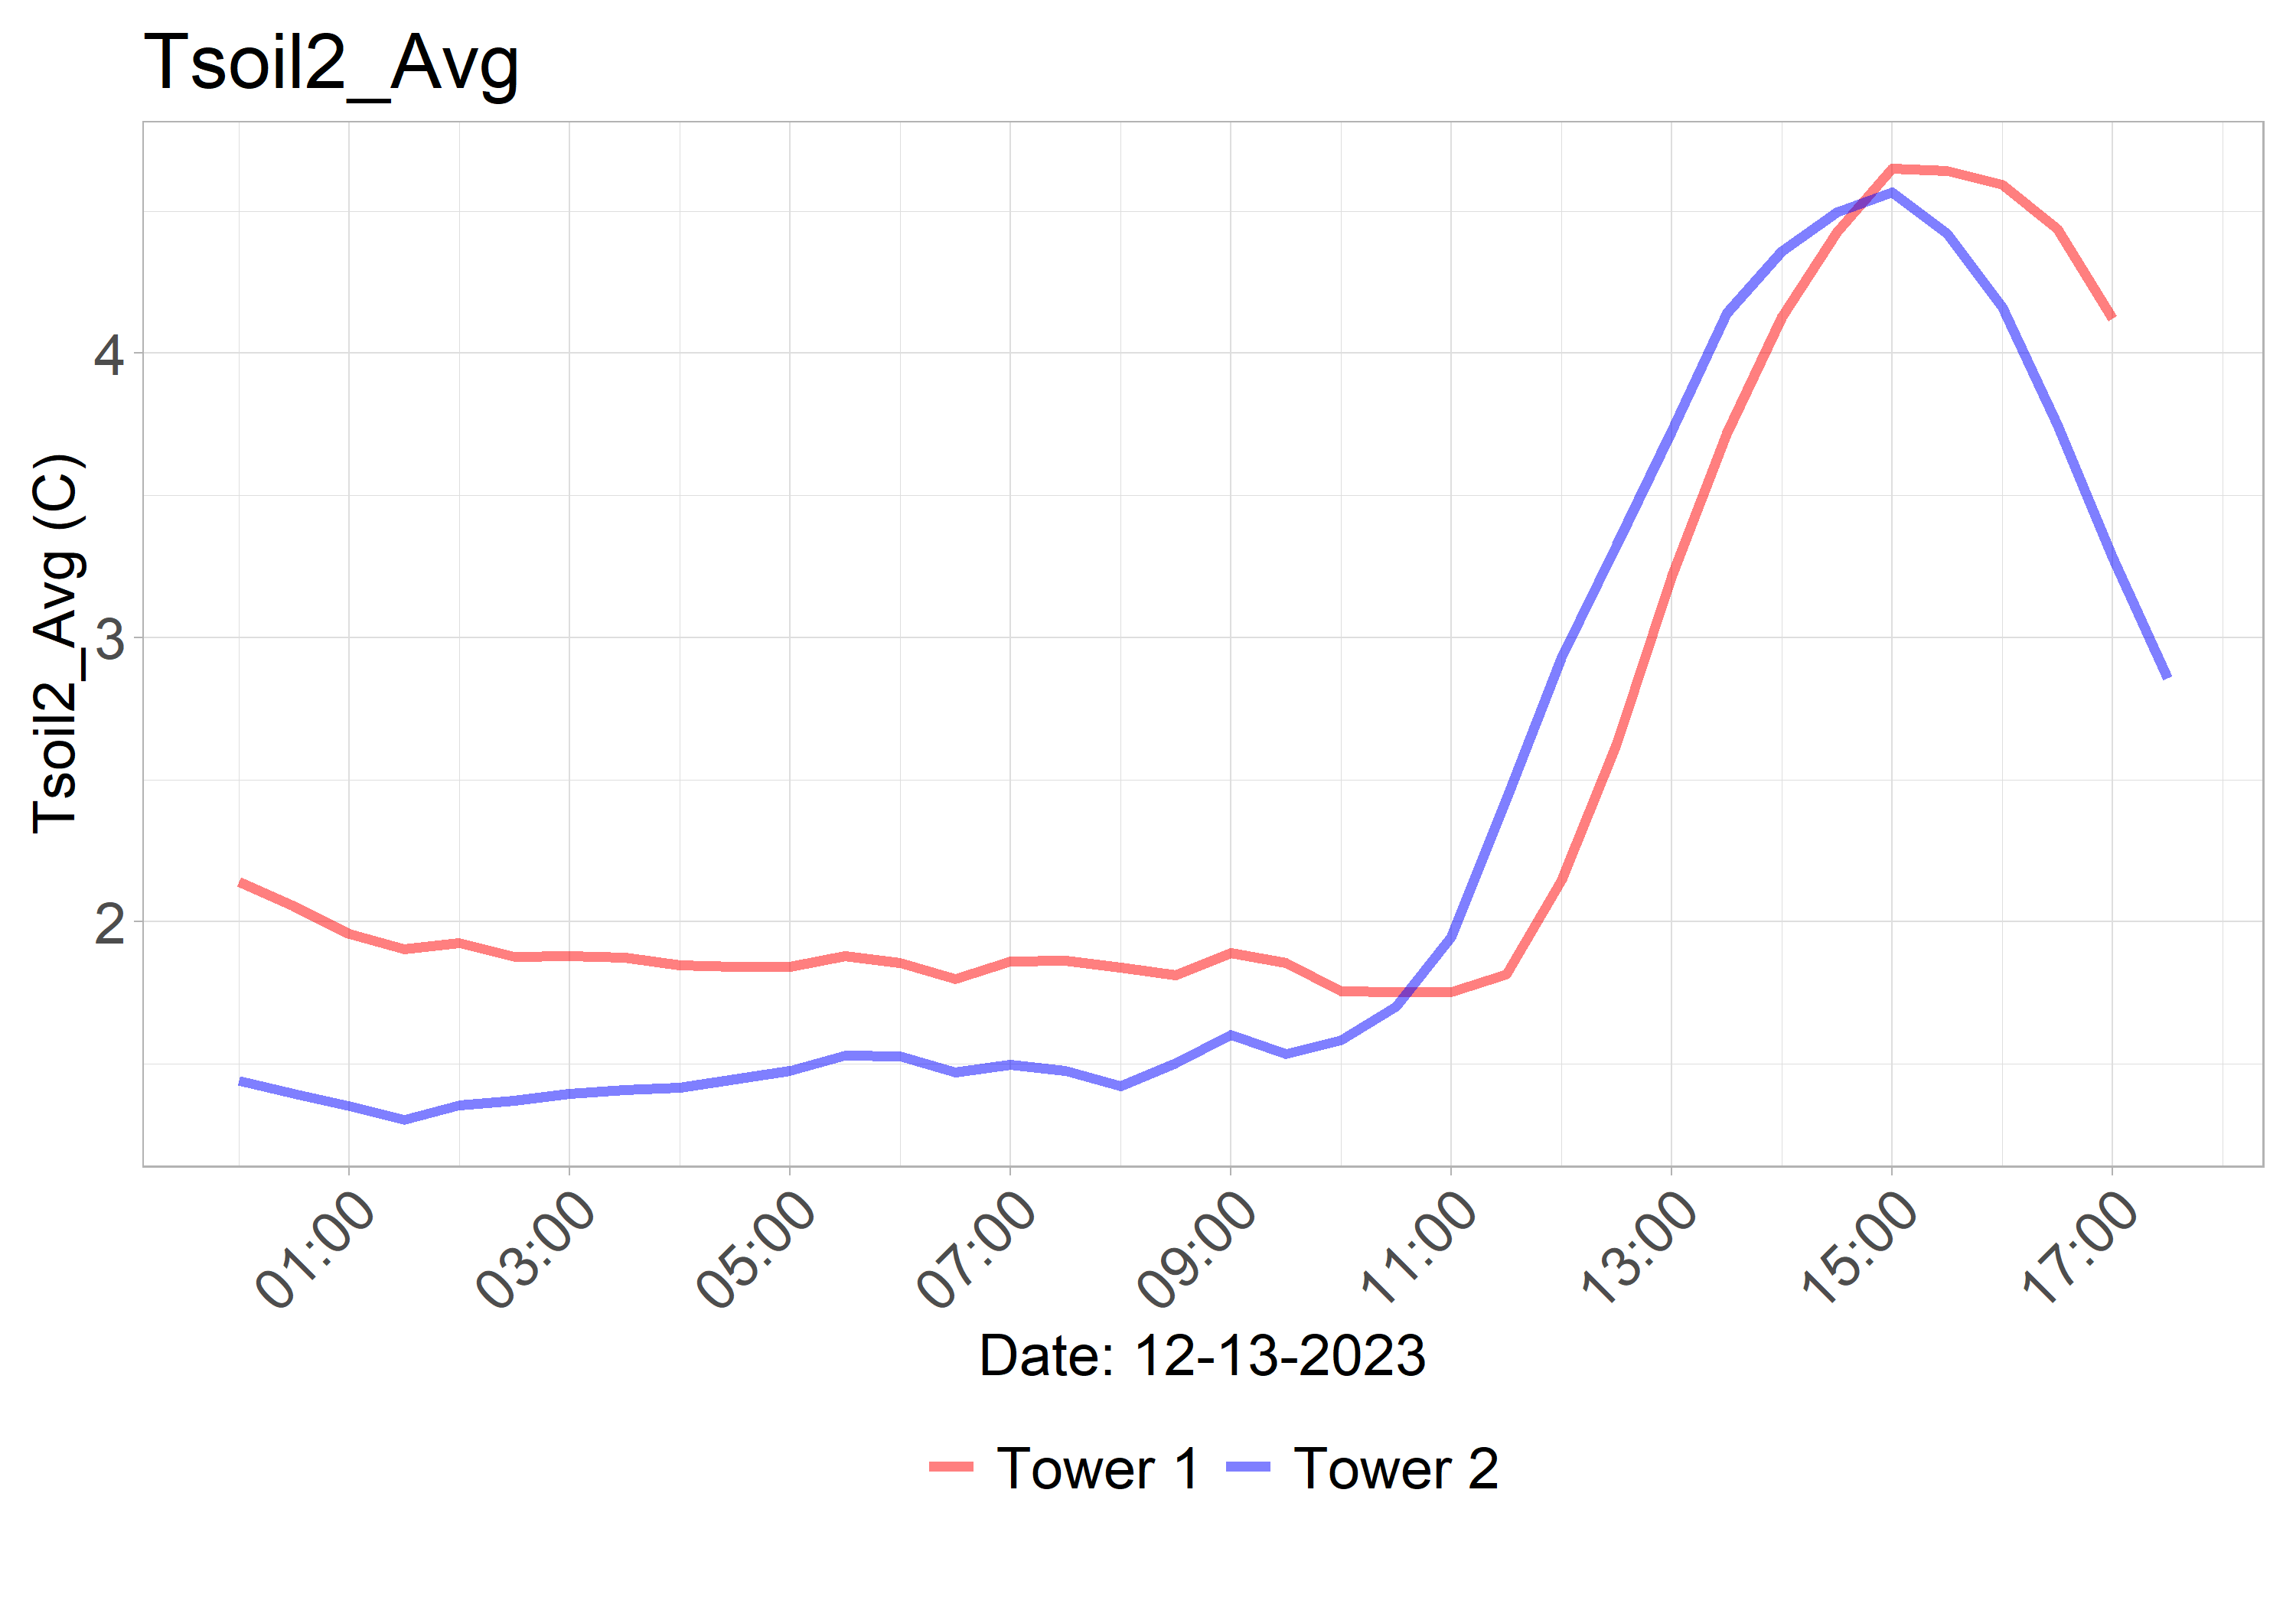 Tsoil2_Avg
Tsoil2_Avg (C)
4
3
2
01:00 03:00 05:00 07:00 09:00 11:00 13:00 15:00 17:00
Date: 12-13-2023
Tower 1 Tower 2